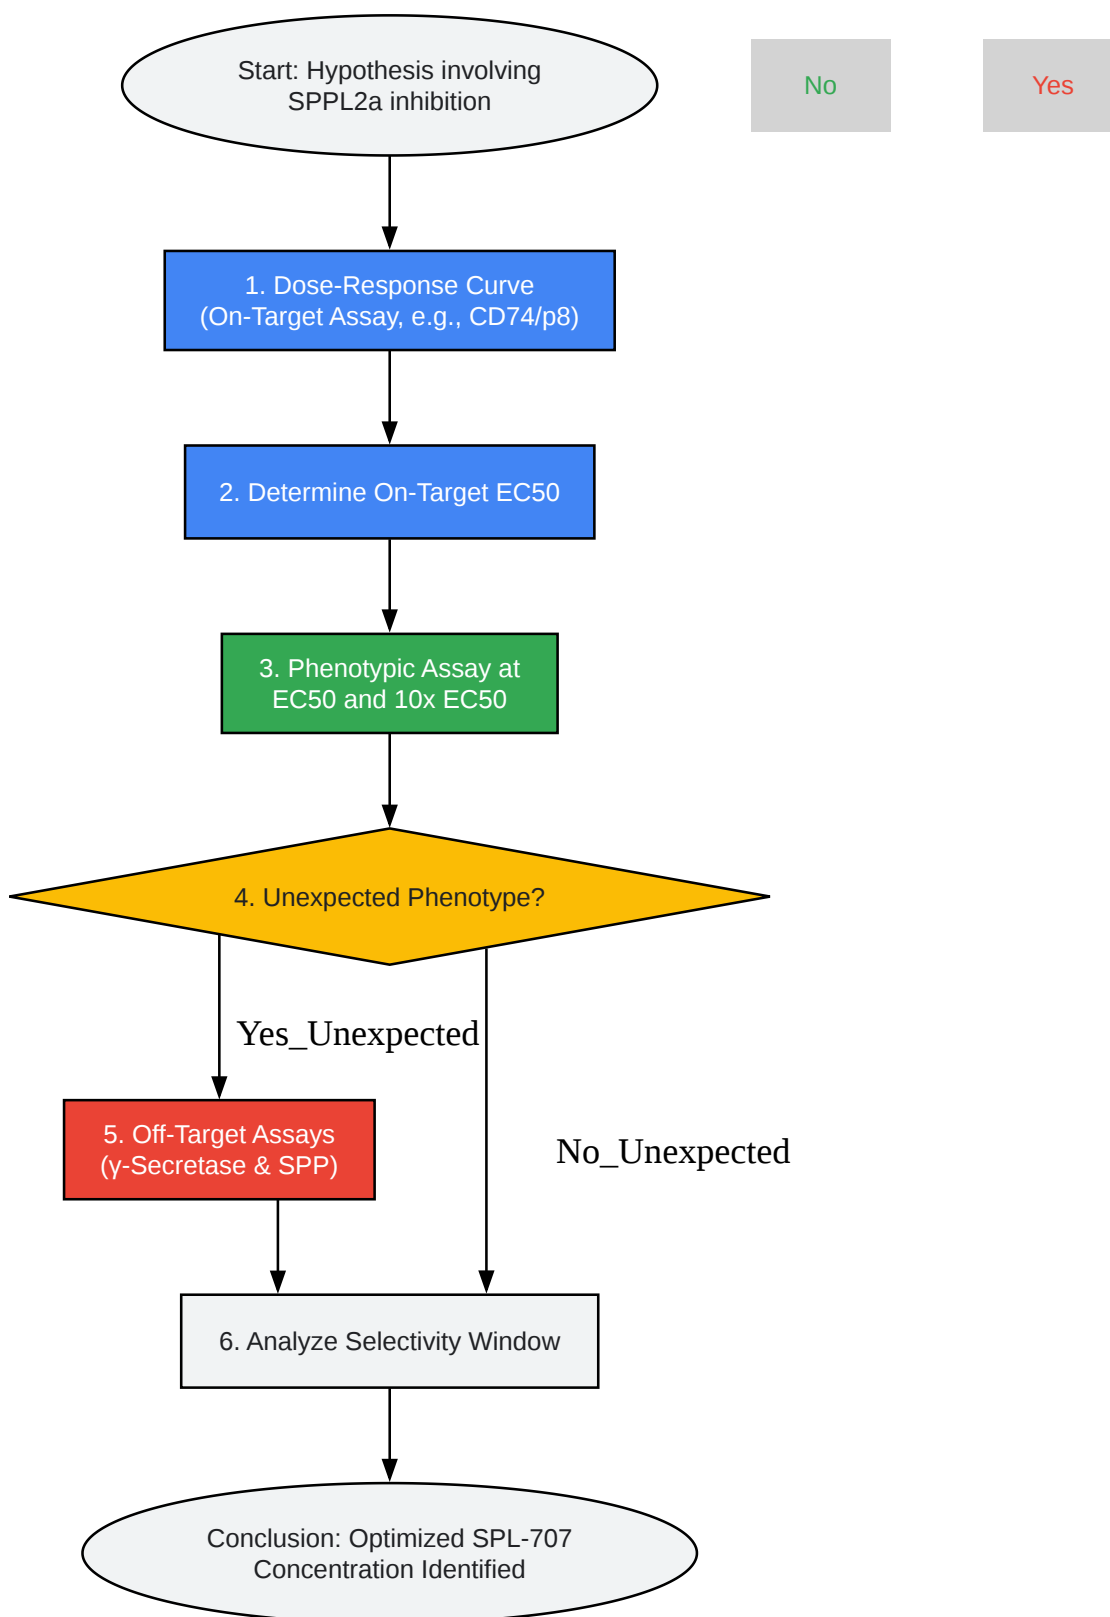 Start: Hypothesis involving
SPPL2a inhibition
No
Yes
1. Dose-Response Curve
(On-Target Assay, e.g., CD74/p8)
2. Determine On-Target EC50
3. Phenotypic Assay at
EC50 and 10x EC50
4. Unexpected Phenotype?
Yes_Unexpected
5. Off-Target Assays
(γ-Secretase & SPP)
No_Unexpected
6. Analyze Selectivity Window
Conclusion: Optimized SPL-707
Concentration Identified